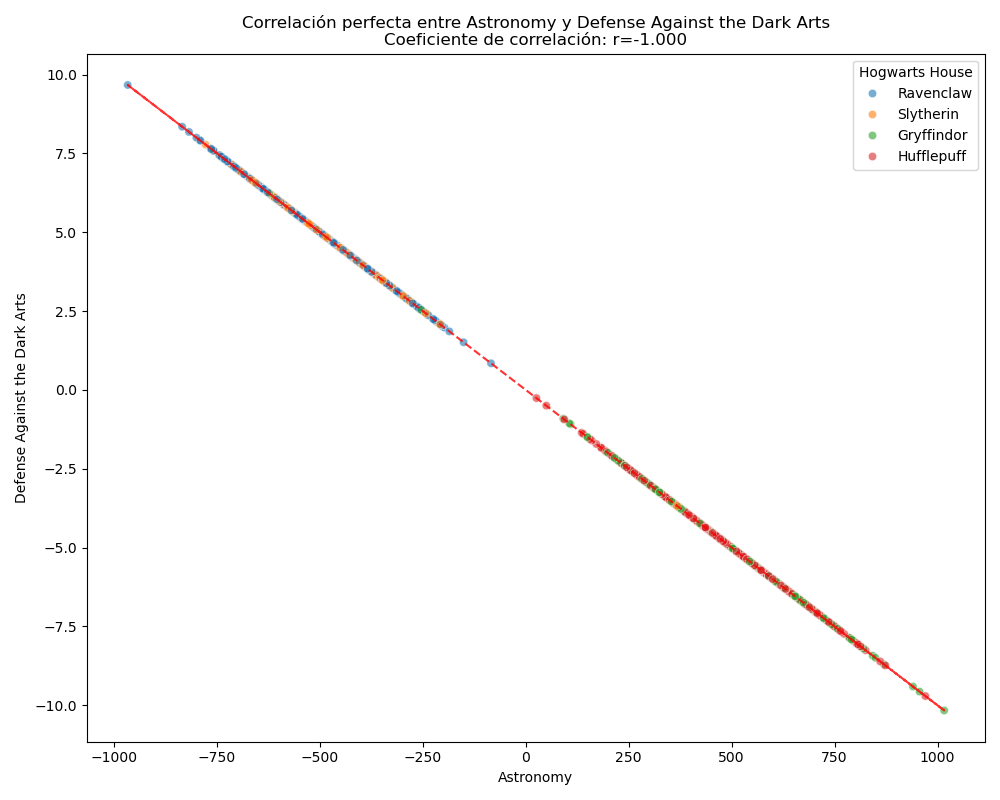 Correlación perfecta entre Astronomy y Defense Against the Dark Arts
Coeficiente de correlación: r=-1.000
Hogwarts House
Ravenclaw
Slytherin
Gryffindor
Hufflepuff
Defense Against the Dark Arts
10.0
7.5
5.0
2.5
0.0
−2.5
−5.0
−7.5
−10.0
−1000
−750
−500
−250
0
250
500
750
1000
Astronomy